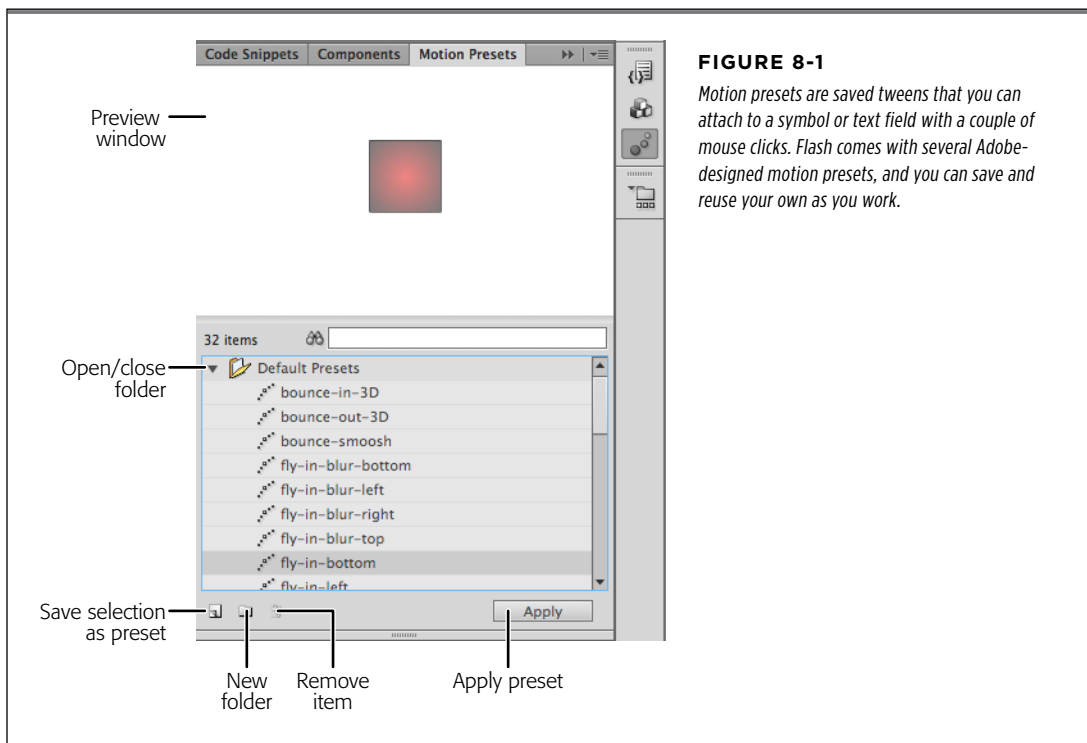 Code Snippets Components Motion Presets
Preview
window
FIGURE 8-1
Motion presets are saved tweens that you can
attach to a symbol or text field with a couple of
mouse clicks. Flash comes with several Adobe-
designed motion presets, and you can save and
reuse your own as you work.
32 items
Open/close
folder
Default Presets
bounce-in-3D
bounce-out-3D
bounce-smoosh
fly-in-blur-bottom
fly-in-blur-left
fly-in-blur-right
fly-in-blur-top
fly-in-bottom
fly-in-left
Save selection
as preset
Apply
New
folder
Remove
item
Apply preset